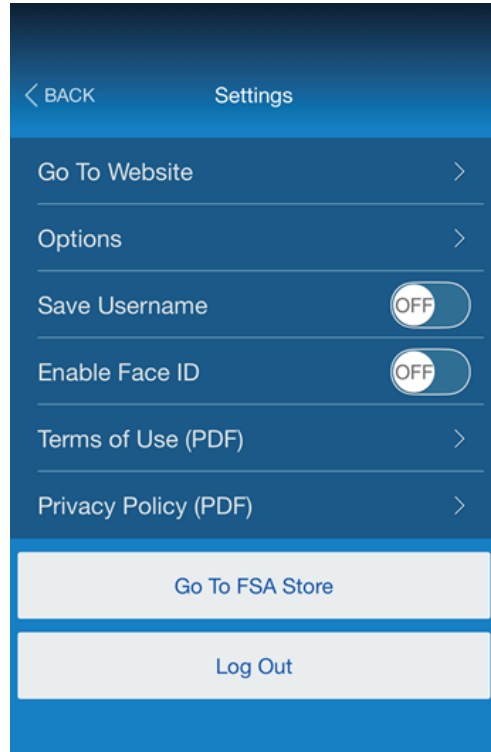 BACK
Settings
Go To Website
Options
Save Username
OFF
Enable Face ID
OFF
Terms of Use (PDF)
Privacy Policy (PDF)
Go To FSA Store
Log Out